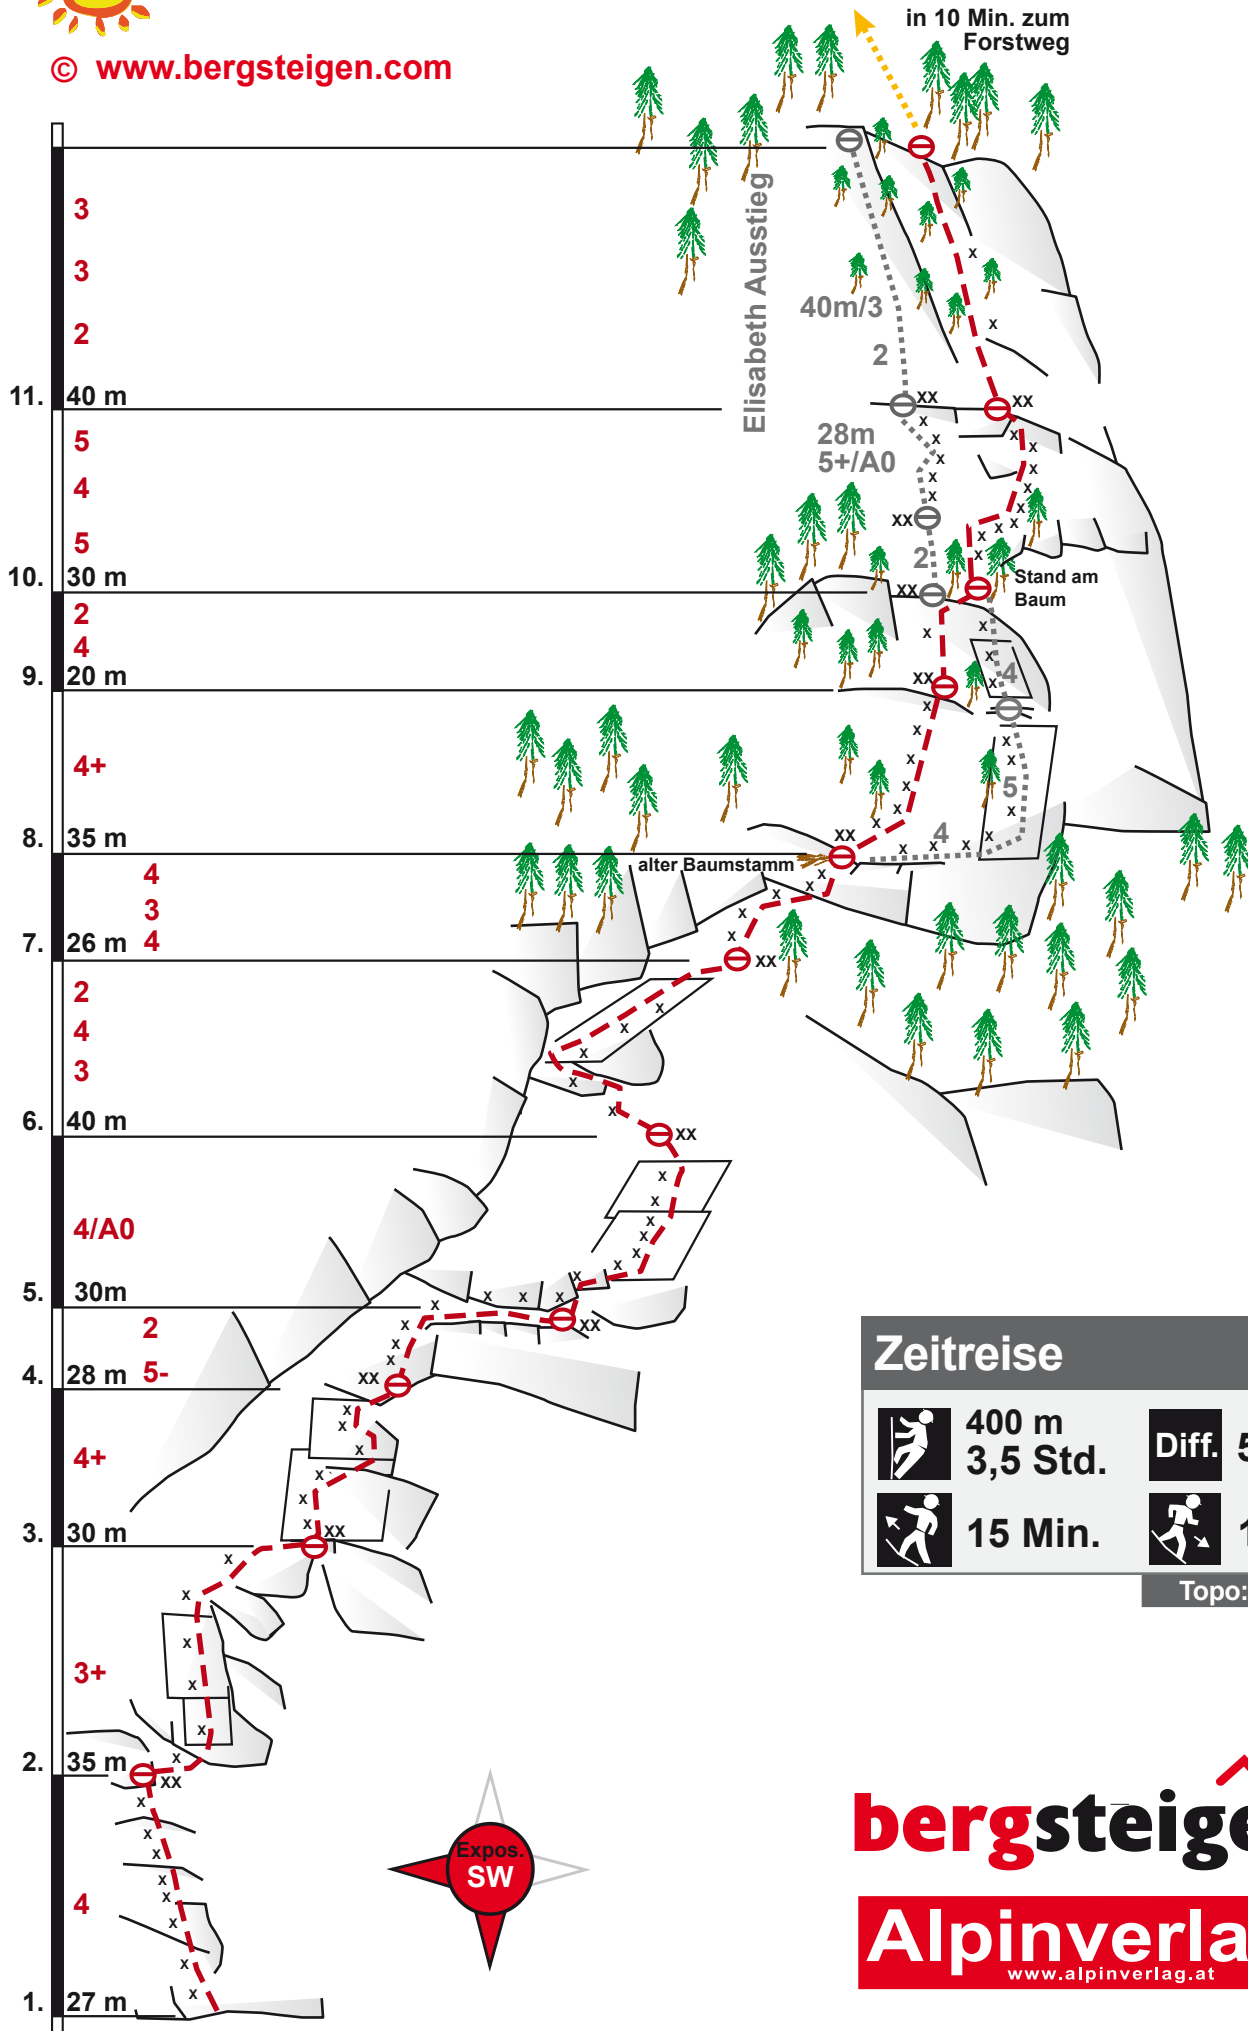 in 10 Min. zum
Forstweg
© www.bergsteigen.com
3
3
2
11. 40 m
5
4
5
10. 30 m
2
4
9. 20 m
4+
8. 35 m
4
3
4
7. 26 m
2
4
3
6. 40 m
4/A0
5. 30m
2
5-
4. 28 m
4+
3. 30 m
3+
2. 35 m
4
1. 27 m
Elisabeth Ausstieg
40m/3
2
xx
xx
28m
5+/A0
xx
2
xx
Stand am
Baum
xx
4
5
4
xx
alter Baumstamm
xx
xx
xx
xx
xx
xx
Expos.
SW
Zeitreise
400 m
3,5 Std.
Diff. 5
15 Min.
1
Topo:
bergsteige
Alpinverla
www.alpinverlag.at